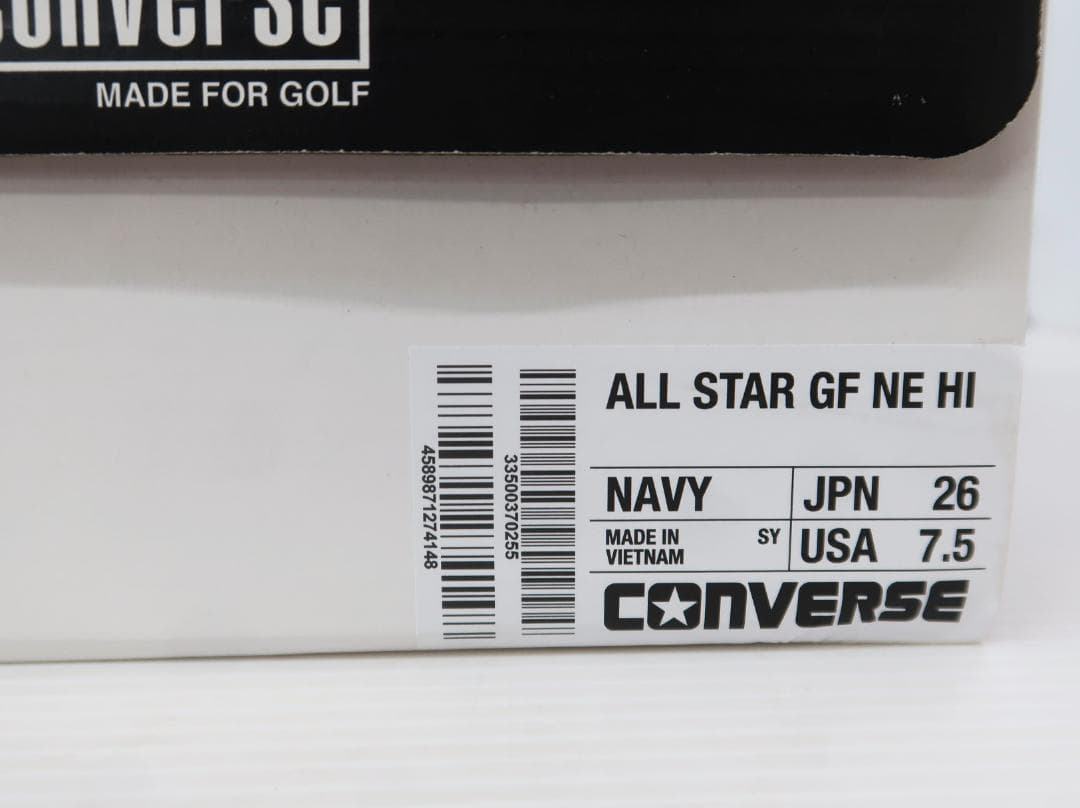 converse
MADE FOR GOLF
ALL STAR GF NE HI
NAVY JPN 26
MADE IN VIETNAM SY USA 7.5
CONVERSE
4589871274148
33500370255